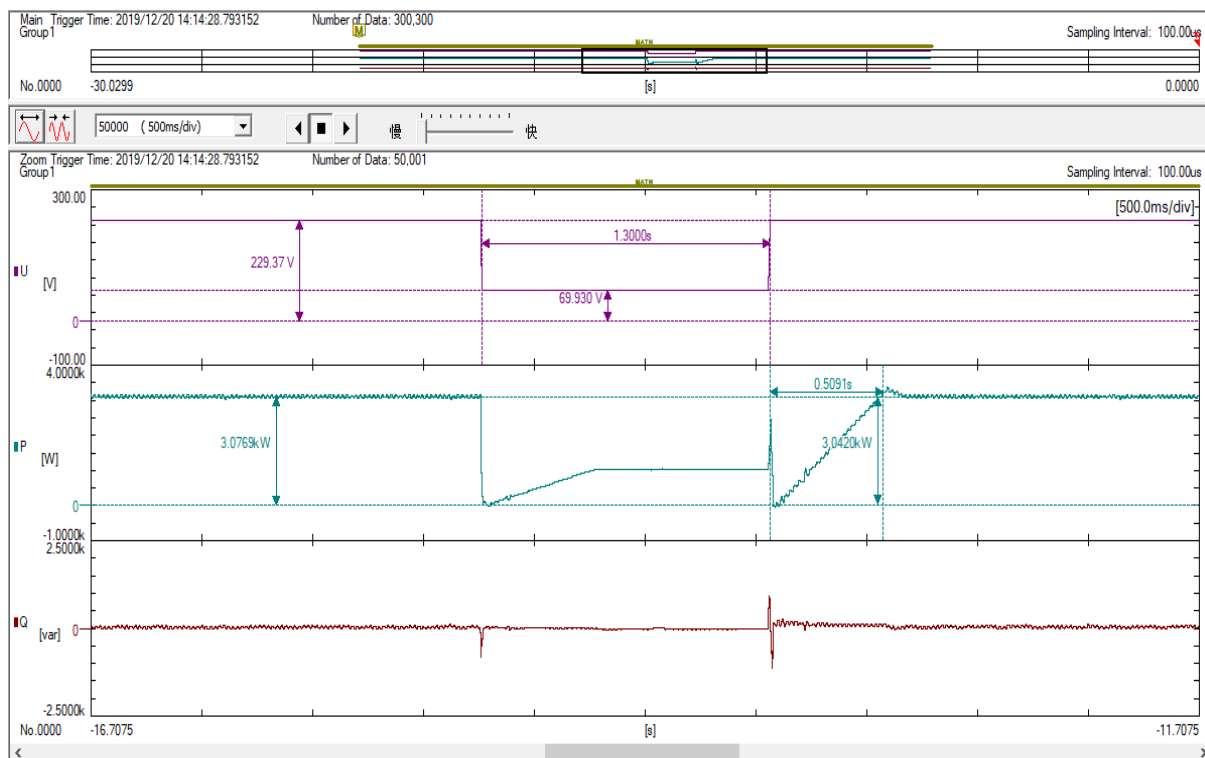 Main Trigger Time: 2019/12/20 14:14:28.793152 Number of Data: 300,300
Group1 Sampling Interval: 100.00us
M
MATH
No.0000 -30.0299 [s] 0.0000
50000 ( 500ms/div) 慢 快
Zoom Trigger Time: 2019/12/20 14:14:28.793152 Number of Data: 50,001
Group1 Sampling Interval: 100.00us
MATH
300.00
[500.0ms/div]
1.3000s
229.37 V
U
[V]
69.930 V
0
-100.00
4.0000k
0.5091s
3.0769kW 3.0420kW
P
[W]
0
-1.0000k
2.5000k
Q 0
[var]
-2.5000k
No.0000 -16.7075 [s] -11.7075